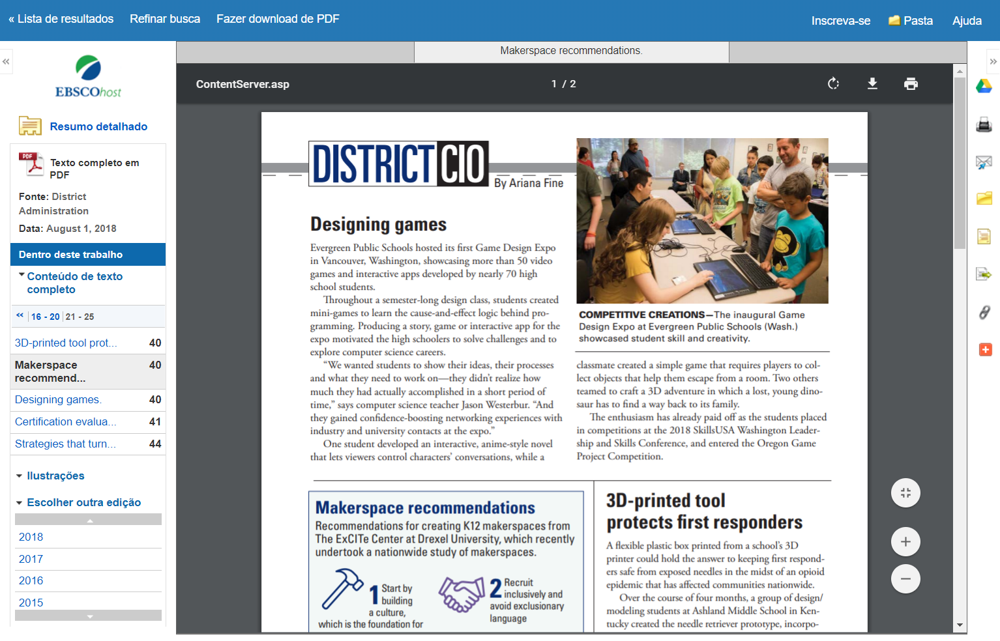 « Lista de resultados Refinar busca Fazer download de PDF
Inscreva-se Pasta Ajuda
«
EBSCOhost
Resumo detalhado
PDF
Texto completo em
PDF
Fonte: District
Administration
Data: August 1, 2018
Dentro deste trabalho
Conteúdo de texto
completo
« 16 - 20 21 - 25
3D-printed tool prot... 40
Makerspace
recommend... 40
Designing games. 40
Certification evalua... 41
Strategies that turn... 44
Ilustrações
Escolher outra edição
2018
2017
2016
2015
Makerspace recommendations.
ContentServer.asp
1 / 2
DISTRICT CIO
By Ariana Fine
Designing games
Evergreen Public Schools hosted its first Game Design Expo
in Vancouver, Washington, showcasing more than 50 video
games and interactive apps developed by nearly 70 high
school students.
Throughout a semester-long design class, students created
mini-games to learn the cause-and-effect logic behind pro-
gramming. Producing a story, game or interactive app for the
expo motivated the high schoolers to solve challenges and to
explore computer science careers.
“We wanted students to show their ideas, their processes
and what they need to work on—they didn’t realize how
much they had actually accomplished in a short period of
time,” says computer science teacher Jason Westerbur. “And
they gained confidence-boosting networking experiences with
industry and university contacts at the expo.”
One student developed an interactive, anime-style novel
that lets viewers control characters’ conversations, while a
COMPETITIVE CREATIONS—The inaugural Game
Design Expo at Evergreen Public Schools (Wash.)
showcased student skill and creativity.
classmate created a simple game that requires players to col-
lect objects that help them escape from a room. Two others
teamed to craft a 3D adventure in which a lost, young dino-
saur has to find a way back to its family.
The enthusiasm has already paid off as the students placed
in competitions at the 2018 SkillsUSA Washington Leader-
ship and Skills Conference, and entered the Oregon Game
Project Competition.
Makerspace recommendations
Recommendations for creating K12 makerspaces from
The ExCITe Center at Drexel University, which recently
undertook a nationwide study of makerspaces.
1 Start by
building
a culture,
which is the foundation for
2 Recruit
inclusively and
avoid exclusionary
language
3D-printed tool
protects first responders
A flexible plastic box printed from a school’s 3D
printer could hold the answer to keeping first respond-
ers safe from exposed needles in the midst of an opioid
epidemic that has affected communities nationwide.
Over the course of four months, a group of design/
modeling students at Ashland Middle School in Ken-
tucky created the needle retriever prototype, incorpo-
»